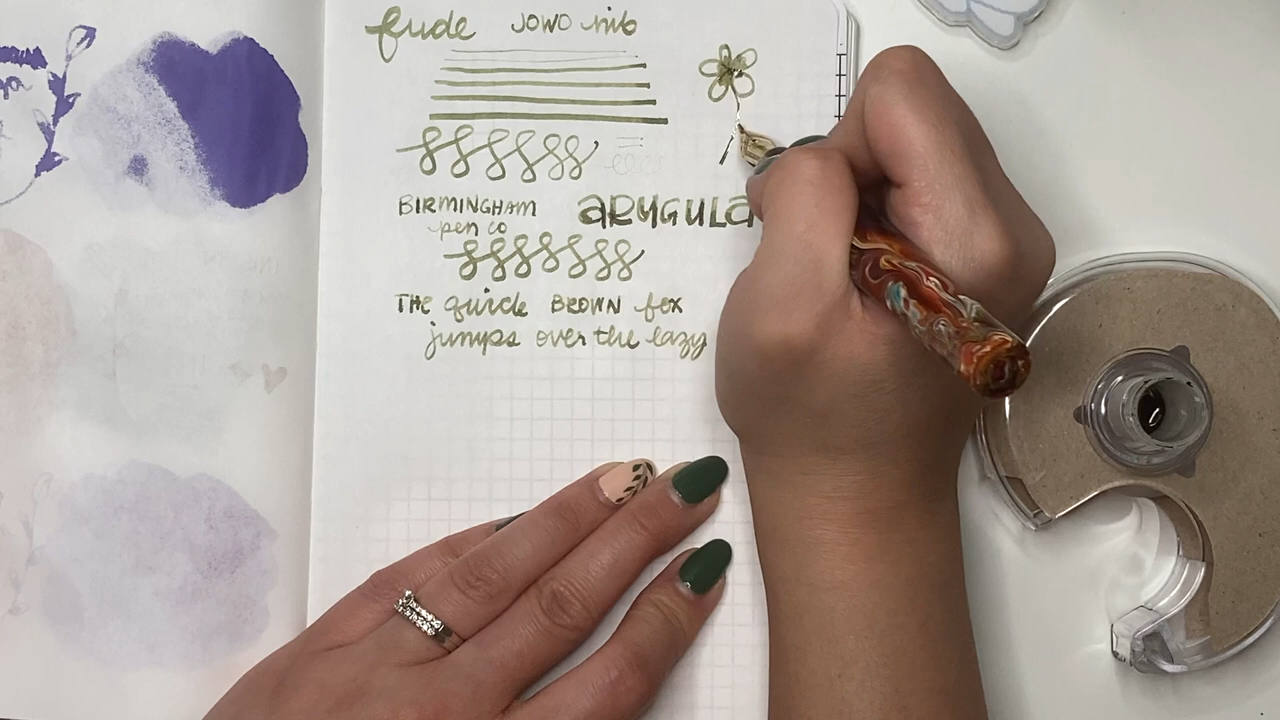 fude JOWO nib
BIRMINGHAM ARUGULA
pen co
THE quick BROWN fox
jumps over the lazy